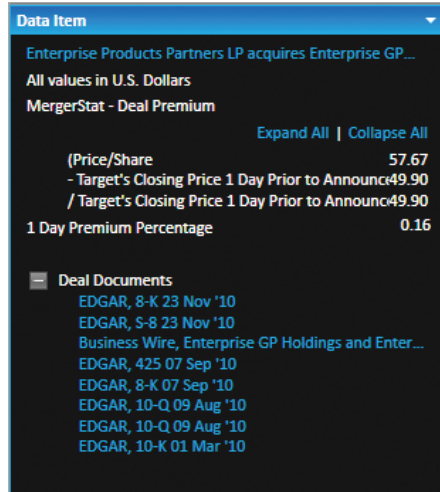 Data Item
Enterprise Products Partners LP acquires Enterprise GP...
All values in U.S. Dollars
MergerStat - Deal Premium
Expand All | Collapse All
(Price/Share 57.67
- Target's Closing Price 1 Day Prior to Announce 49.90
/ Target's Closing Price 1 Day Prior to Announce 49.90
1 Day Premium Percentage 0.16
Deal Documents
EDGAR, 8-K 23 Nov '10
EDGAR, S-8 23 Nov '10
Business Wire, Enterprise GP Holdings and Enter...
EDGAR, 425 07 Sep '10
EDGAR, 8-K 07 Sep '10
EDGAR, 10-Q 09 Aug '10
EDGAR, 10-Q 09 Aug '10
EDGAR, 10-K 01 Mar '10